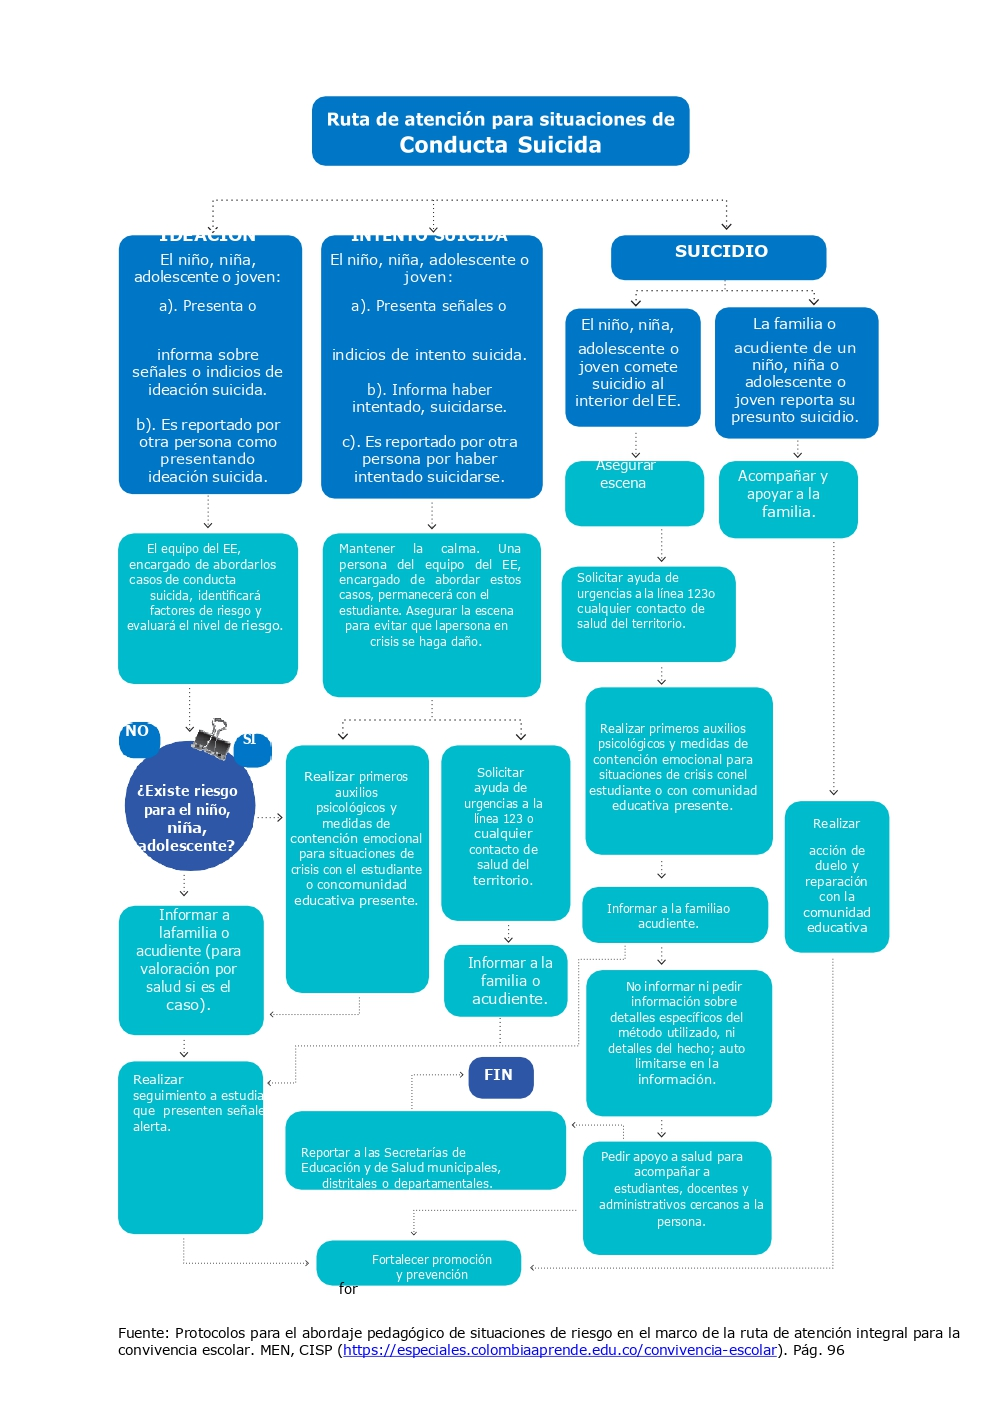 Ruta de atención para situaciones de
Conducta Suicida
IDEACIÓN
El niño, niña,
adolescente o joven:
a). Presenta o
informa sobre
señales o indicios de
ideación suicida.
b). Es reportado por
otra persona como
presentando
ideación suicida.
INTENTO SUICIDA
El niño, niña, adolescente o
joven:
a). Presenta señales o
indicios de intento suicida.
b). Informa haber
intentado, suicidarse.
c). Es reportado por otra
persona por haber
intentado suicidarse.
SUICIDIO
El niño, niña,
adolescente o
joven comete
suicidio al
interior del EE.
La familia o
acudiente de un
niño, niña o
adolescente o
joven reporta su
presunto suicidio.
Asegurar
escena
Acompañar y
apoyar a la
familia.
El equipo del EE,
encargado de abordarlos
casos de conducta
suicida, identificará
factores de riesgo y
evaluará el nivel de riesgo.
Mantener la calma. Una
persona del equipo del EE,
encargado de abordar estos
casos, permanecerá con el
estudiante. Asegurar la escena
para evitar que lapersona en
crisis se haga daño.
Solicitar ayuda de
urgencias a la línea 123o
cualquier contacto de
salud del territorio.
NO
SI
¿Existe riesgo
para el niño,
niña,
adolescente?
Realizar primeros
auxilios
psicológicos y
medidas de
contención emocional
para situaciones de
crisis con el estudiante
o concomunidad
educativa presente.
Solicitar
ayuda de
urgencias a la
línea 123 o
cualquier
contacto de
salud del
territorio.
Realizar primeros auxilios
psicológicos y medidas de
contención emocional para
situaciones de crisis conel
estudiante o con comunidad
educativa presente.
Realizar
acción de
duelo y
reparación
con la
comunidad
educativa
Informar a
lafamilia o
acudiente (para
valoración por
salud si es el
caso).
Informar a la
familia o
acudiente.
Informar a la familiao
acudiente.
No informar ni pedir
información sobre
detalles específicos del
método utilizado, ni
detalles del hecho; auto
limitarse en la
información.
Realizar
seguimiento a estudia
que presenten señale
alerta.
FIN
Reportar a las Secretarías de
Educación y de Salud municipales,
distritales o departamentales.
Pedir apoyo a salud para
acompañar a
estudiantes, docentes y
administrativos cercanos a la
persona.
Fortalecer promoción
y prevención
for
Fuente: Protocolos para el abordaje pedagógico de situaciones de riesgo en el marco de la ruta de atención integral para la
convivencia escolar. MEN, CISP (https://especiales.colombiaaprende.edu.co/convivencia-escolar). Pág. 96